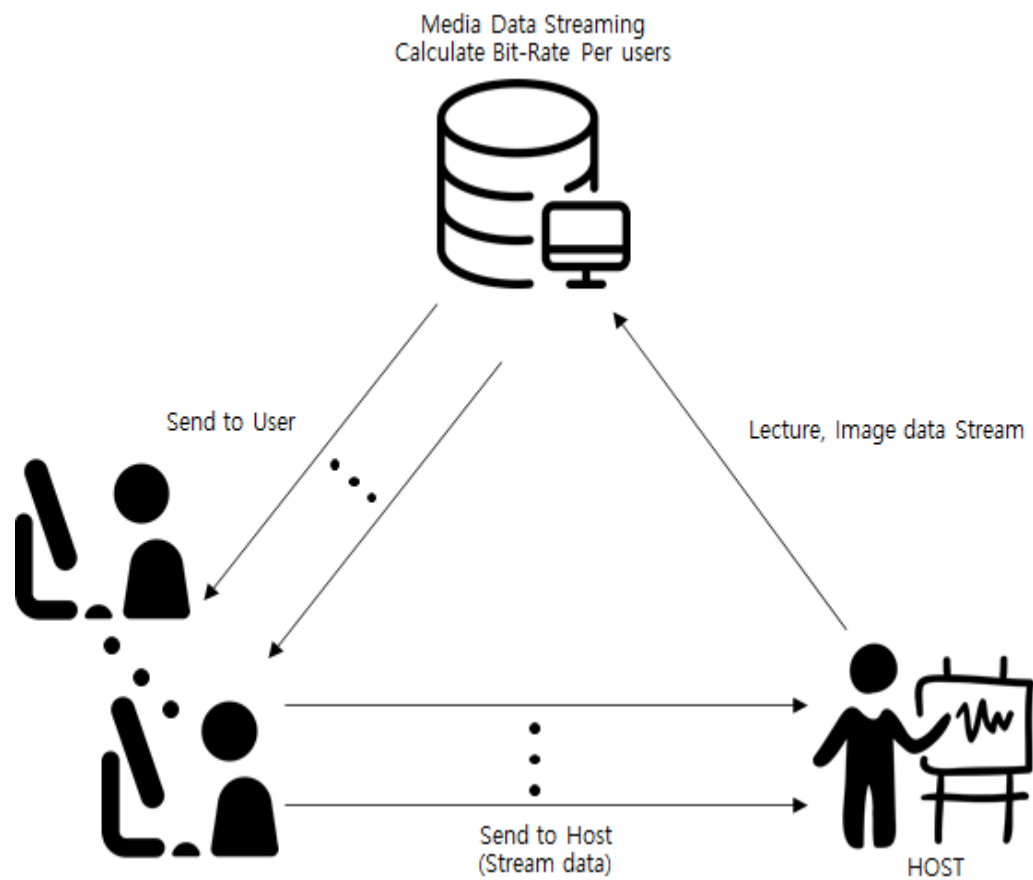 Media Data Streaming
Calculate Bit-Rate Per users
Send to User
Lecture, Image data Stream
Send to Host
(Stream data)
HOST